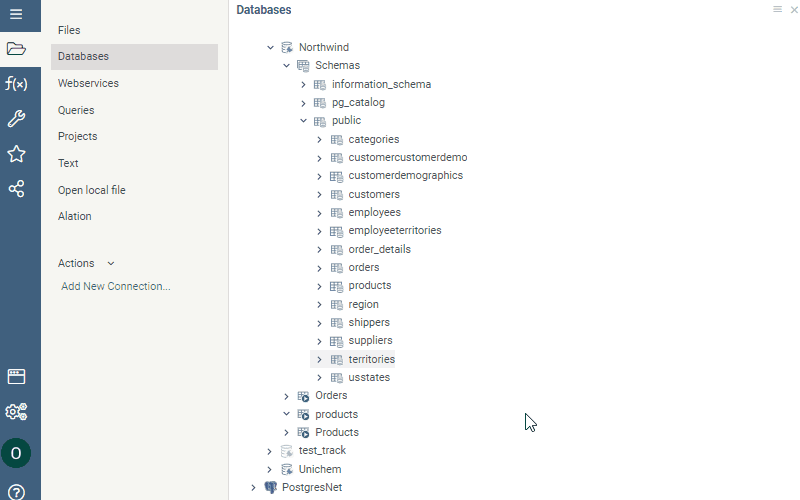 Databases
f(x)
Files
Databases
Webservices
Queries
Projects
Text
Open local file
Alation
Actions
Add New Connection...
O
Northwind
Schemas
information_schema
pg_catalog
public
categories
customercustomerdemo
customerdemographics
customers
employees
employeeterritories
order_details
orders
products
region
shippers
suppliers
territories
usstates
Orders
products
Products
test_track
Unichem
PostgresNet